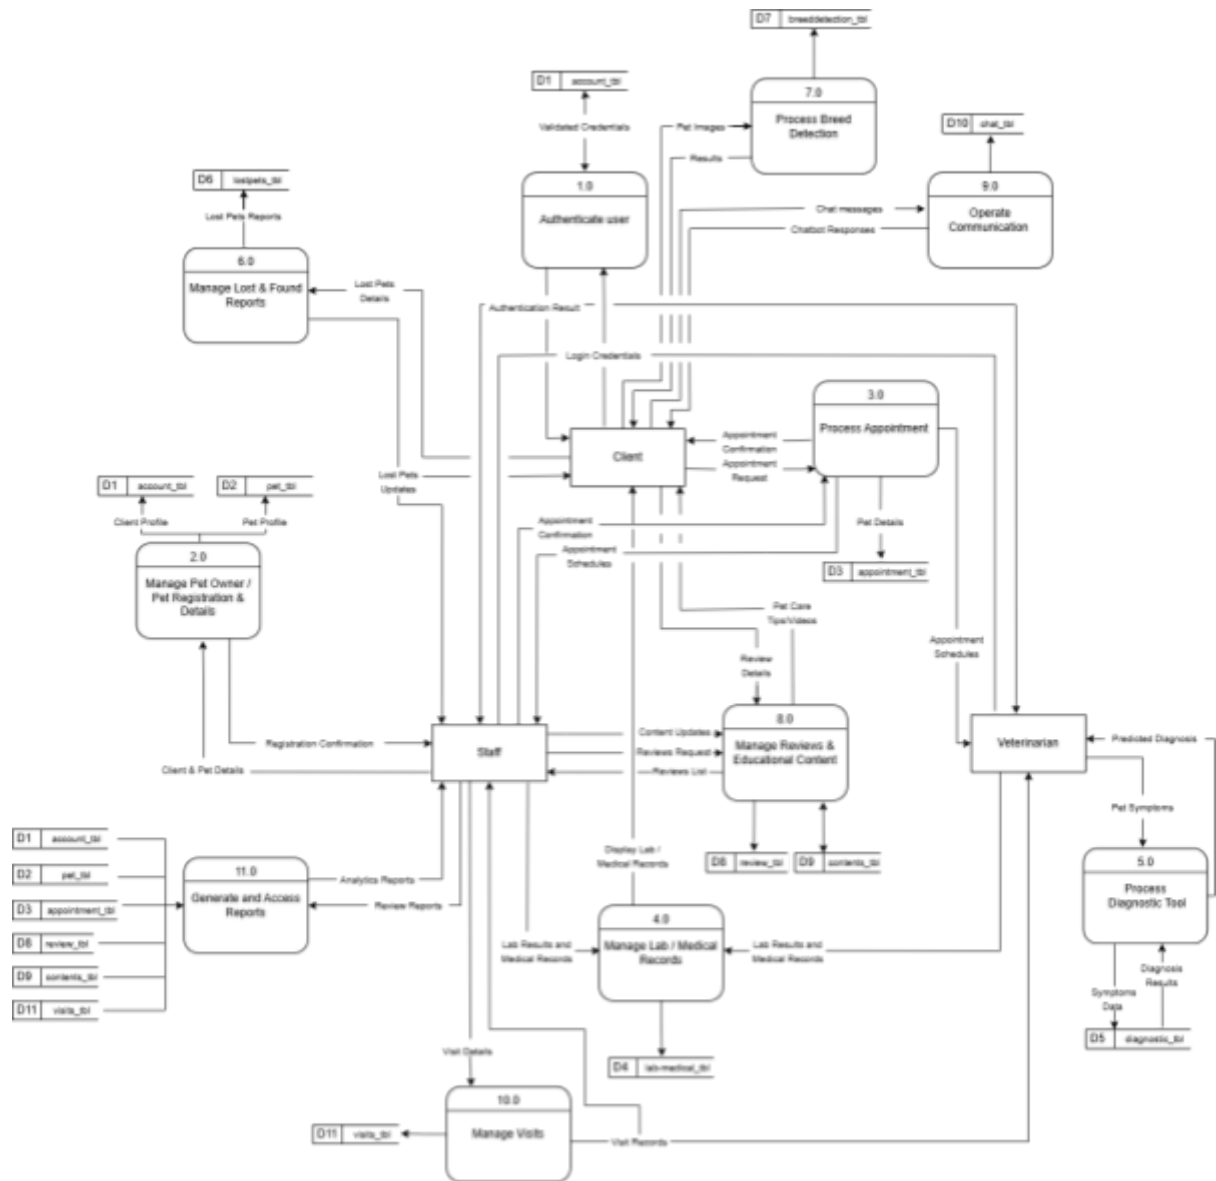 D7 breeddetection_tbl
7.0
Process Breed
Detection
D1 account_tbl
Validated Credentials
Pet Images
Results
D10 chat_tbl
9.0
Operate
Communication
Chat messages
Chatbot Responses
1.0
Authenticate user
D6 lostpets_tbl
Lost Pets Reports
6.0
Manage Lost & Found
Reports
Lost Pets
Details
Authentication Result
Login Credentials
3.0
Process Appointment
Client
Appointment
Confirmation
Appointment
Request
Lost Pets
Updates
D1 account_tbl
D2 pet_tbl
Client Profile
Pet Profile
2.0
Manage Pet Owner /
Pet Registration &
Details
Appointment
Confirmation
Appointment
Schedules
Pet Details
D3 appointment_tbl
Pet Care
Tips/Videos
Review
Details
Appointment
Schedules
Registration Confirmation
Client & Pet Details
Staff
Content Updates
Reviews Request
Reviews List
8.0
Manage Reviews &
Educational Content
Veterinarian
Predicted Diagnosis
Pet Symptoms
D8 review_tbl
D9 contents_tbl
5.0
Process
Diagnostic Tool
Diagnosis
Results
Symptoms
Data
D5 diagnostic_tbl
D1 account_tbl
D2 pet_tbl
D3 appointment_tbl
D8 review_tbl
D9 contents_tbl
D11 visits_tbl
11.0
Generate and Access
Reports
Analytics Reports
Review Reports
Display Lab /
Medical Records
4.0
Manage Lab / Medical
Records
Lab Results and
Medical Records
Lab Results and
Medical Records
D4 lab-medical_tbl
Visit Details
10.0
Manage Visits
D11 visits_tbl
Visit Records